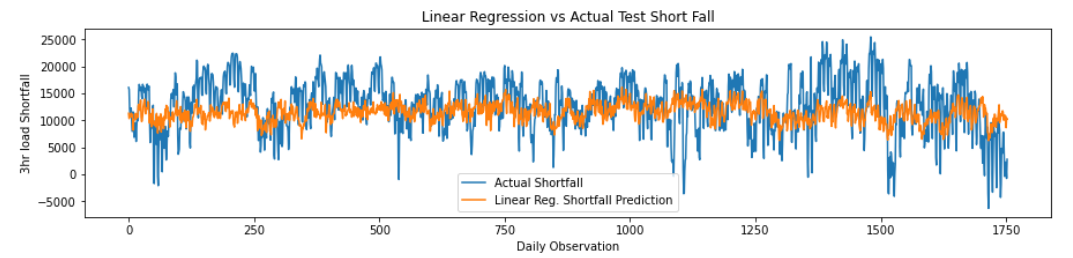 Linear Regression vs Actual Test Short Fall
3hr load Shortfall
25000
20000
15000
10000
5000
0
−5000
Actual Shortfall
Linear Reg. Shortfall Prediction
0 250 500 750 1000 1250 1500 1750
Daily Observation